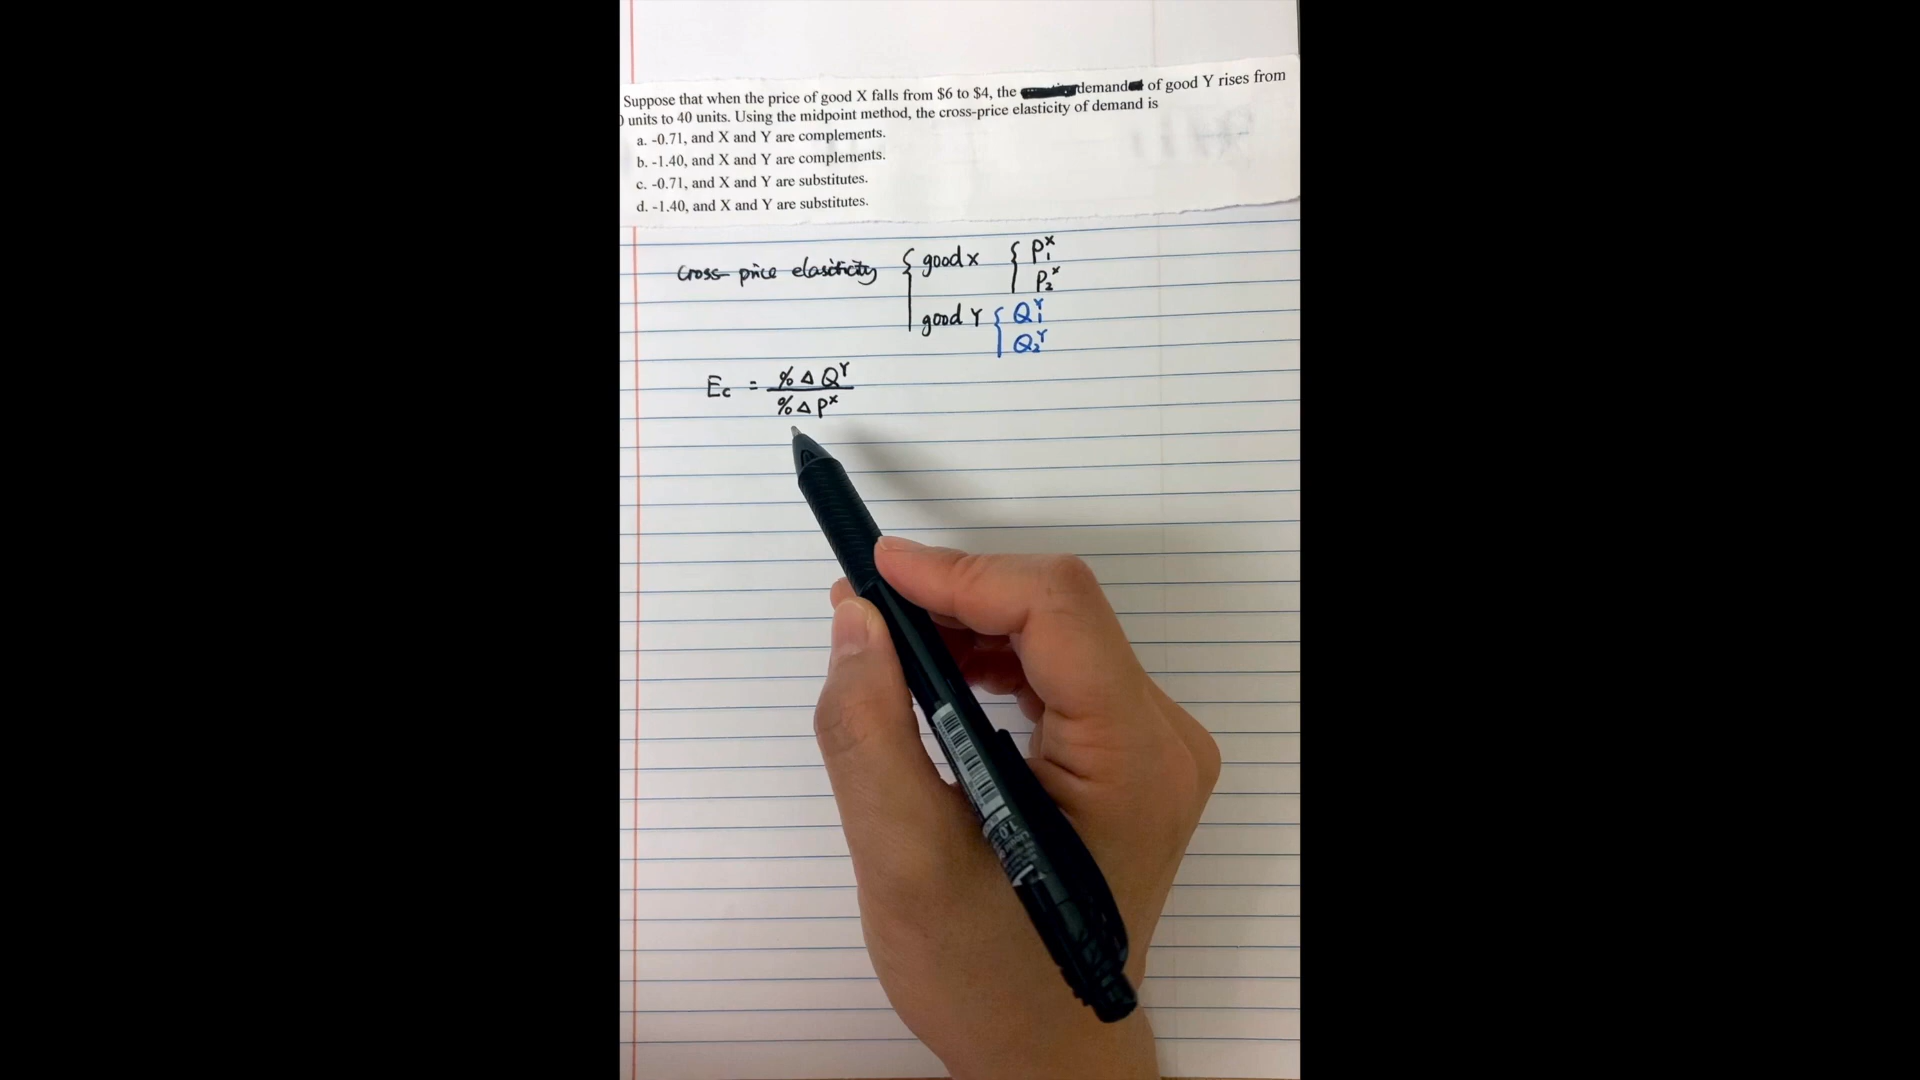 Suppose that when the price of good X falls from $6 to $4, the demand of good Y rises from
0 units to 40 units. Using the midpoint method, the cross-price elasticity of demand is
a. -0.71, and X and Y are complements.
b. -1.40, and X and Y are complements.
c. -0.71, and X and Y are substitutes.
d. -1.40, and X and Y are substitutes.
cross-price elasticity { good x { P₁ˣ
P₂ˣ
good Y { Q₁ʸ
Q₂ʸ
Ec = %ΔQʸ
%ΔPˣ
1.0